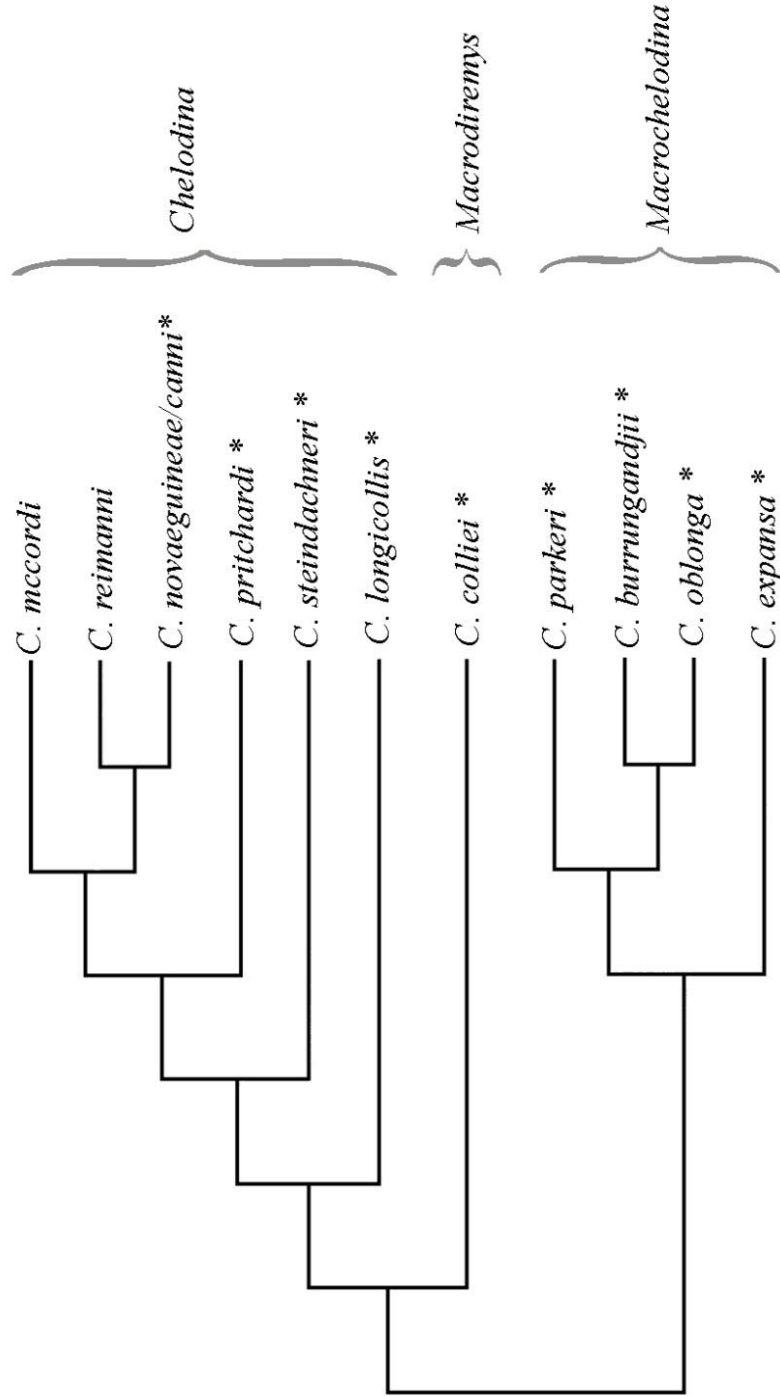 C. mccordi
C. reimanni
C. novaeguineae/canni*
C. pritchardi *
C. steindachneri *
C. longicollis *
C. colliei *
C. parkeri *
C. burrungandjii *
C. oblonga *
C. expansa *
Chelodina
Macrodiremys
Macrochelodina